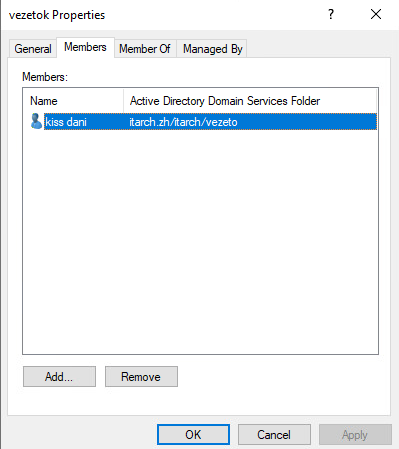 vezetok Properties
? ×
General Members Member Of Managed By
Members:
Name Active Directory Domain Services Folder
kiss dani itarch.zh/itarch/vezeto
Add... Remove
OK Cancel Apply